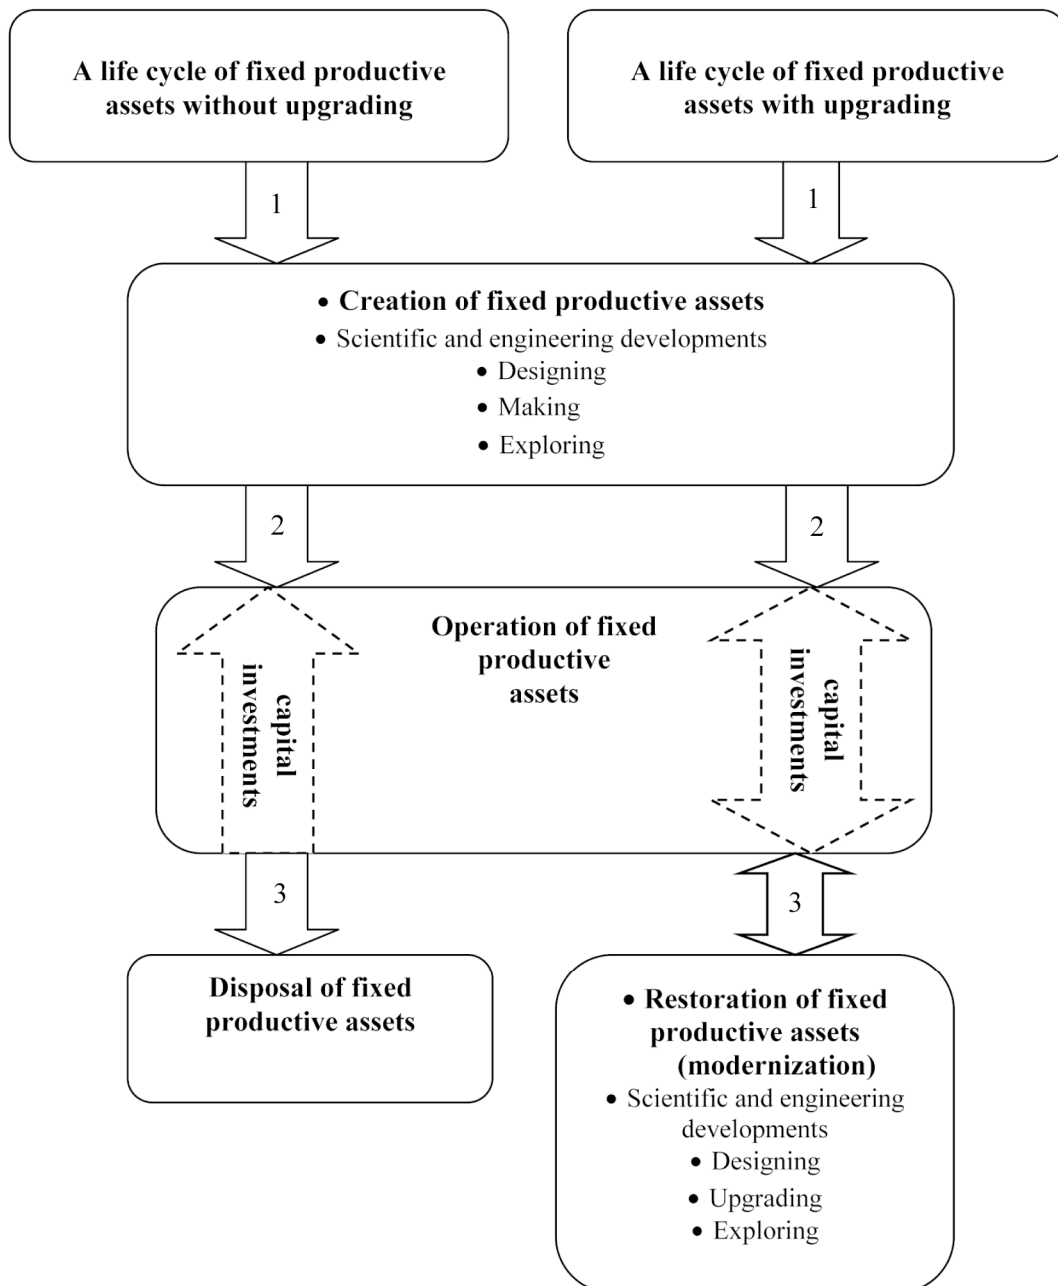 A life cycle of fixed productive
assets without upgrading
A life cycle of fixed productive
assets with upgrading
1
1
• Creation of fixed productive assets
• Scientific and engineering developments
• Designing
• Making
• Exploring
2
2
Operation of fixed
productive
assets
capital
investments
capital
investments
3
3
Disposal of fixed
productive assets
• Restoration of fixed
productive assets
(modernization)
• Scientific and engineering
developments
• Designing
• Upgrading
• Exploring